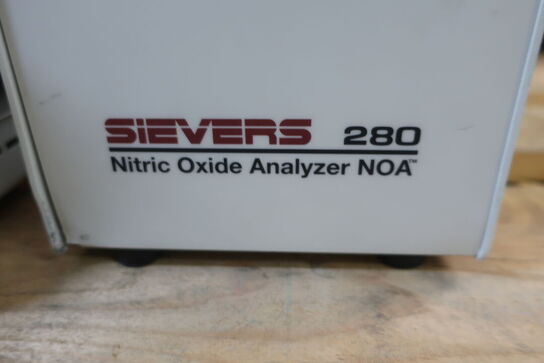 SIEVERS 280
Nitric Oxide Analyzer NOA™